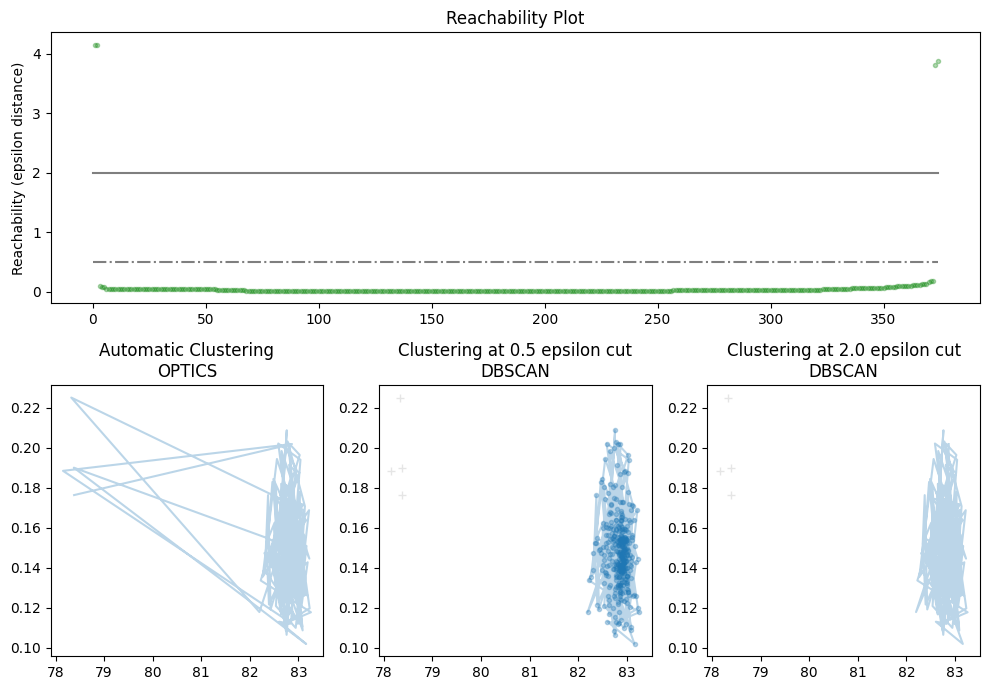 Reachability Plot
Reachability (epsilon distance)
4
3
2
1
0
0 50 100 150 200 250 300 350
Automatic Clustering
OPTICS
Clustering at 0.5 epsilon cut
DBSCAN
Clustering at 2.0 epsilon cut
DBSCAN
0.22 0.22 0.22
0.20 0.20 0.20
0.18 0.18 0.18
0.16 0.16 0.16
0.14 0.14 0.14
0.12 0.12 0.12
0.10 0.10 0.10
78 79 80 81 82 83 78 79 80 81 82 83 78 79 80 81 82 83